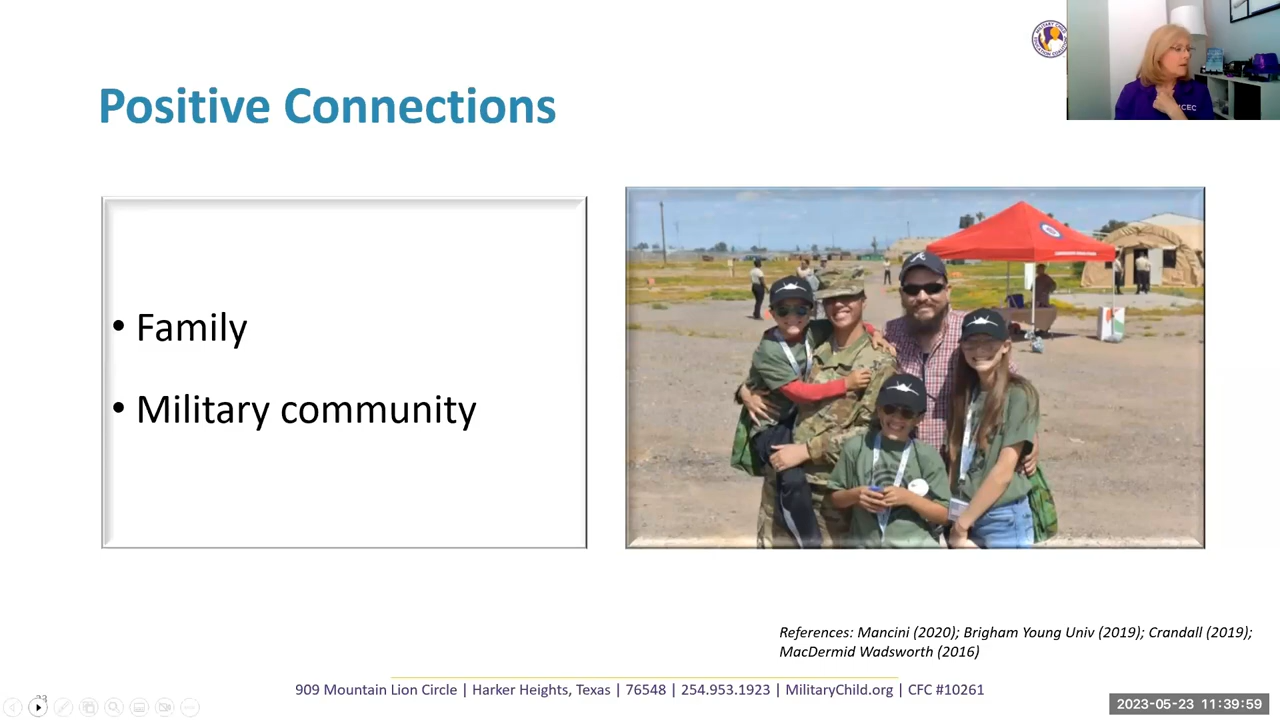 Positive Connections
• Family
• Military community
References: Mancini (2020); Brigham Young Univ (2019); Crandall (2019);
MacDermid Wadsworth (2016)
909 Mountain Lion Circle | Harker Heights, Texas | 76548 | 254.953.1923 | MilitaryChild.org | CFC #10261
2023-05-23 11:39:59